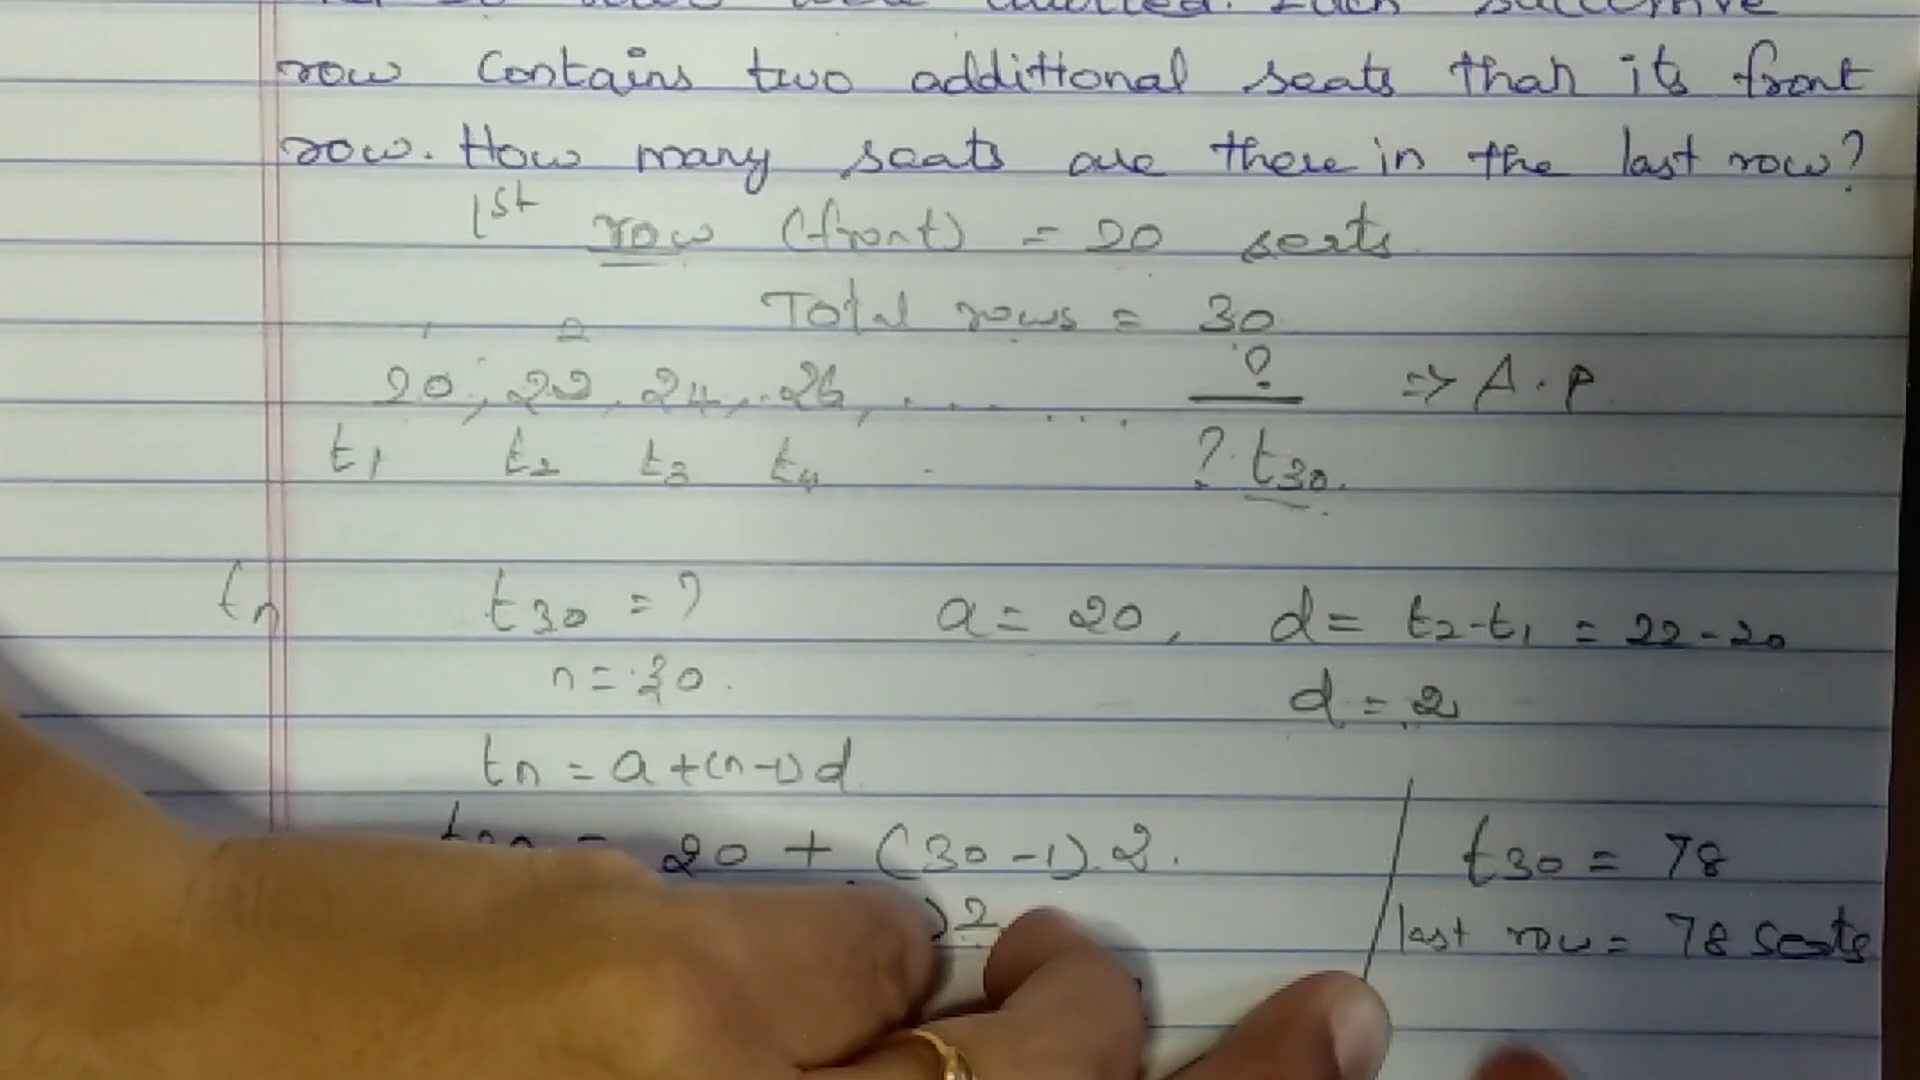 row contains two additional seats than its front
row. How many seats are there in the last row?
1st row (front) = 20 seats
Total rows = 30
20, 22, 24, 26, ....... ? => A.P
t1 t2 t3 t4 . ? t30.
tn t30 = ? a = 20, d = t2-t1 = 22-20
n = 30. d = 2
tn = a+(n-1)d
= 20 + (30-1).2. t30 = 78
)2 last row = 78 seats